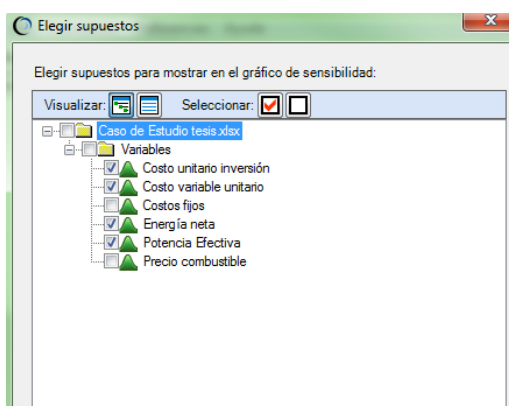 Elegir supuestos
Elegir supuestos para mostrar en el gráfico de sensibilidad:
Visualizar: Seleccionar:
Caso de Estudio tesis.xlsx
Variables
Costo unitario inversión
Costo variable unitario
Costos fijos
Energía neta
Potencia Efectiva
Precio combustible